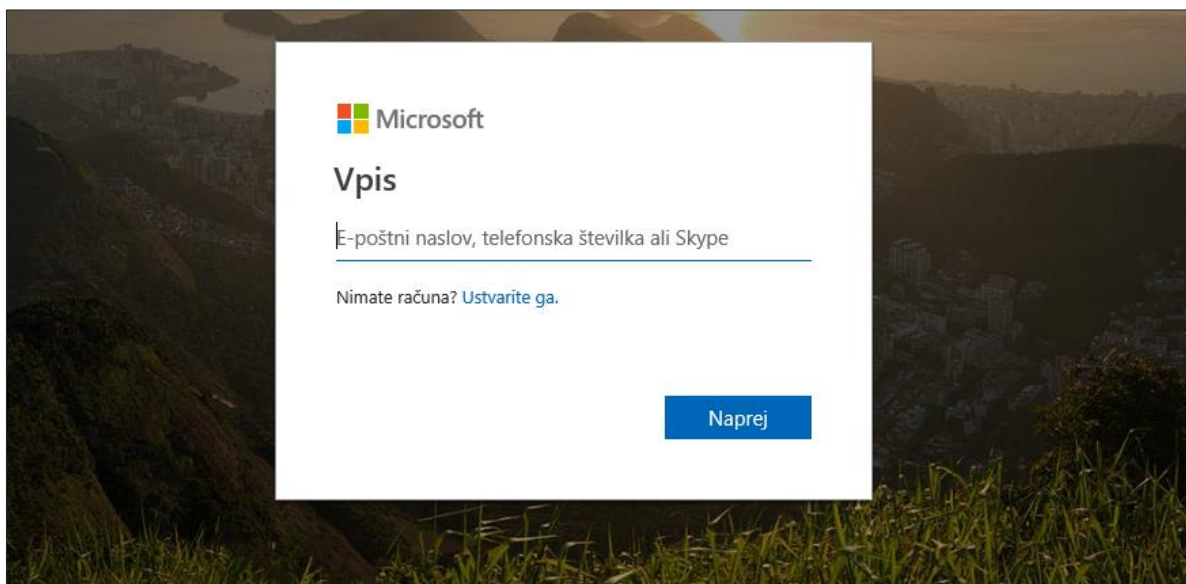 Microsoft
Vpis
E-poštni naslov, telefonska številka ali Skype
Nimate računa? Ustvarite ga.
Naprej